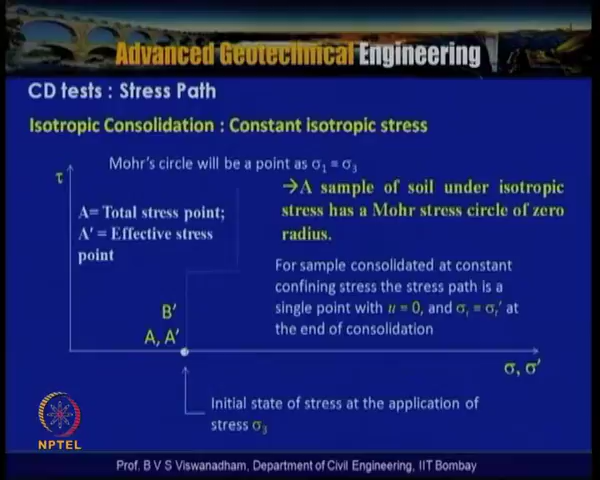 Advanced Geotechnical Engineering
CD tests : Stress Path
Isotropic Consolidation : Constant isotropic stress
Mohr's circle will be a point as σ₁ = σ₃
τ
A= Total stress point;
A′ = Effective stress
point
→A sample of soil under isotropic
stress has a Mohr stress circle of zero
radius.
For sample consolidated at constant
confining stress the stress path is a
single point with u = 0, and σᵣ = σᵣ′ at
the end of consolidation
B′
A, A′
σ, σ′
Initial state of stress at the application of
stress σ₃
NPTEL
Prof. B V S Viswanadham, Department of Civil Engineering, IIT Bombay